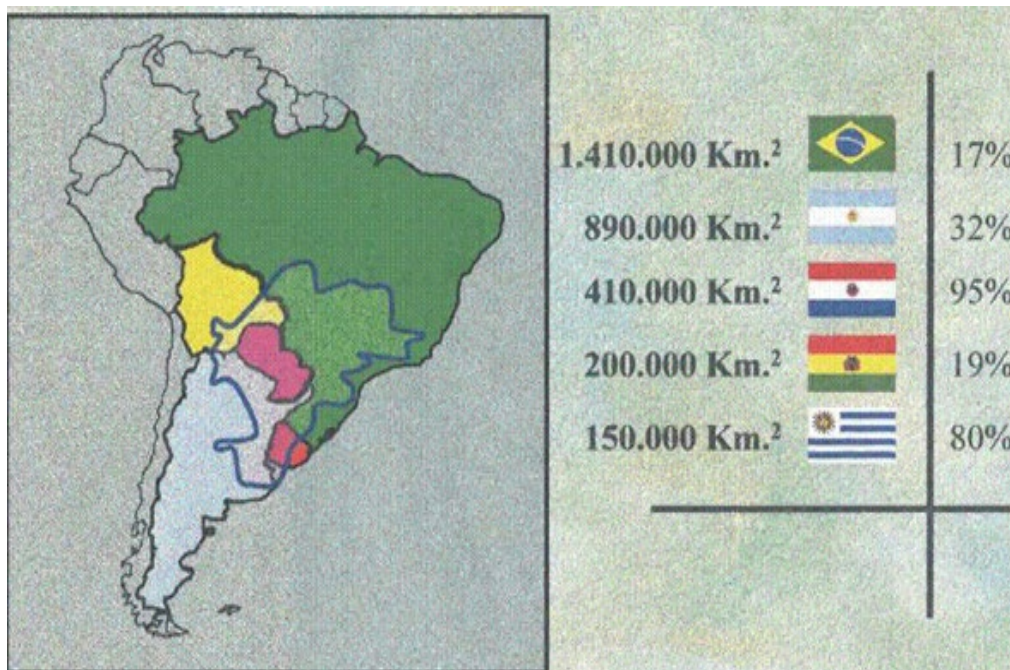 1.410.000 Km.² 17%
890.000 Km.² 32%
410.000 Km.² 95%
200.000 Km.² 19%
150.000 Km.² 80%